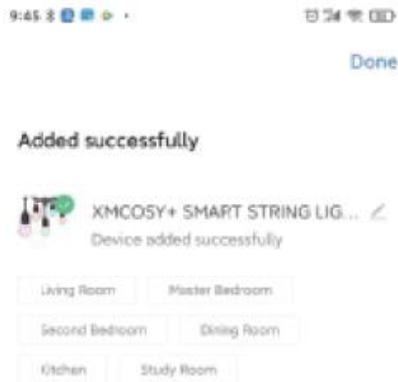 9:45
Done
Added successfully
XMCOSY+ SMART STRING LIG...
Device added successfully
Living Room Master Bedroom
Second Bedroom Dining Room
Kitchen Study Room